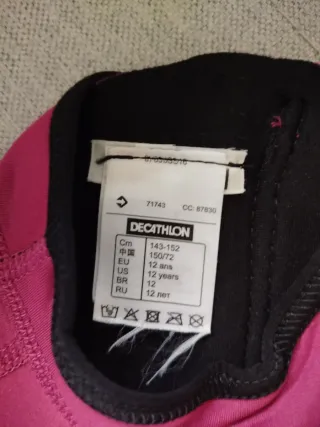 71743 CC: 87830
DECATHLON
Cm 143-152
中国 150/72
EU 12 ans
US 12 years
BR 12
RU 12 лет